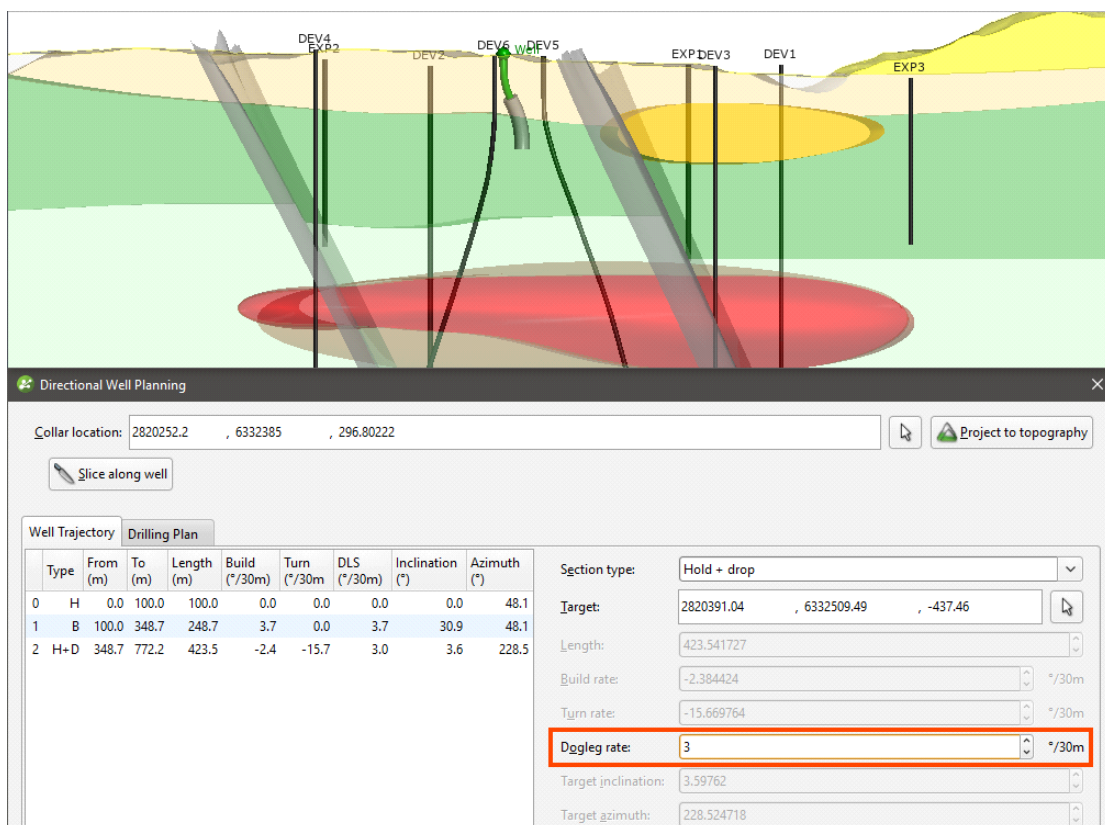 DEV4
EXP2
DEV2
DEV6
Well
DEV5
EXP1
DEV3
DEV1
EXP3
Directional Well Planning
Collar location: 2820252.2 , 6332385 , 296.80222 Project to topography
Slice along well
Well Trajectory Drilling Plan
Type From (m) To (m) Length (m) Build (°/30m) Turn (°/30m DLS (°/30m) Inclination (°) Azimuth (°)
0 H 0.0 100.0 100.0 0.0 0.0 0.0 0.0 48.1
1 B 100.0 348.7 248.7 3.7 0.0 3.7 30.9 48.1
2 H+D 348.7 772.2 423.5 -2.4 -15.7 3.0 3.6 228.5
Section type: Hold + drop
Target: 2820391.04 , 6332509.49 , -437.46
Length: 423.541727
Build rate: -2.384424 °/30m
Turn rate: -15.669764 °/30m
Dogleg rate: 3 °/30m
Target inclination: 3.59762
Target azimuth: 228.524718